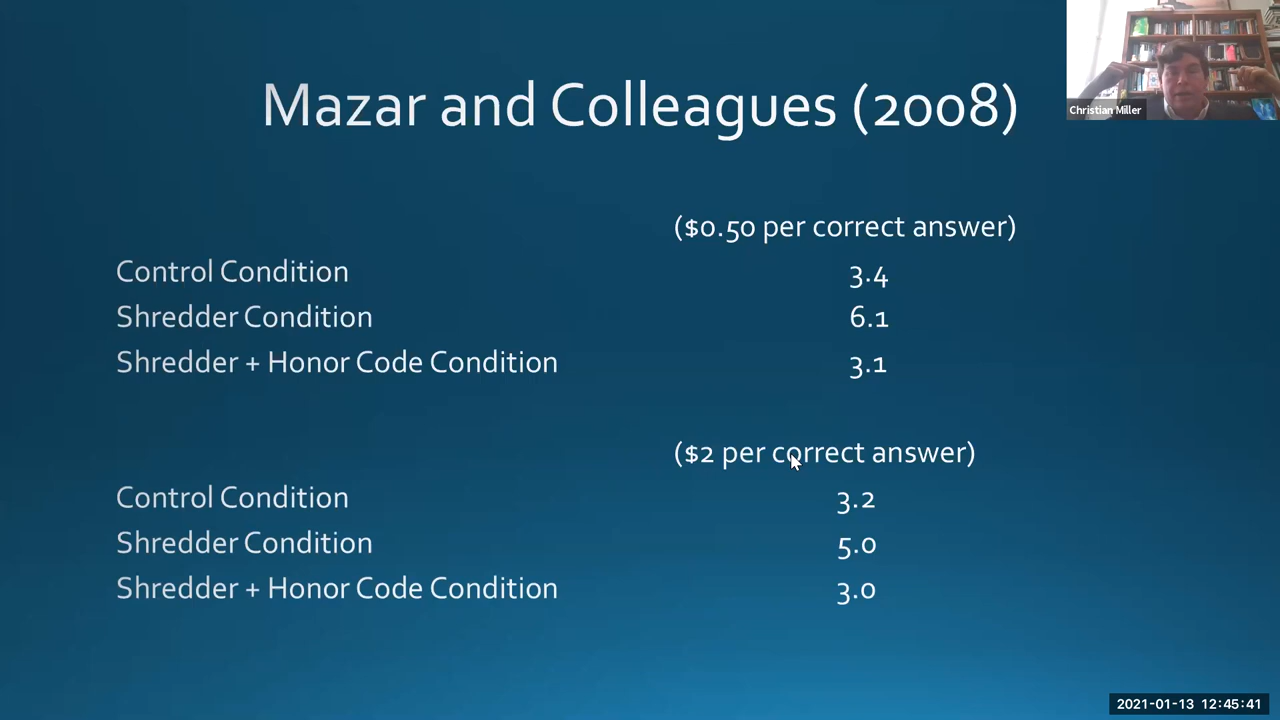 Mazar and Colleagues (2008)
Christian Miller
($0.50 per correct answer)
Control Condition 3.4
Shredder Condition 6.1
Shredder + Honor Code Condition 3.1
($2 per correct answer)
Control Condition 3.2
Shredder Condition 5.0
Shredder + Honor Code Condition 3.0
2021-01-13 12:45:41